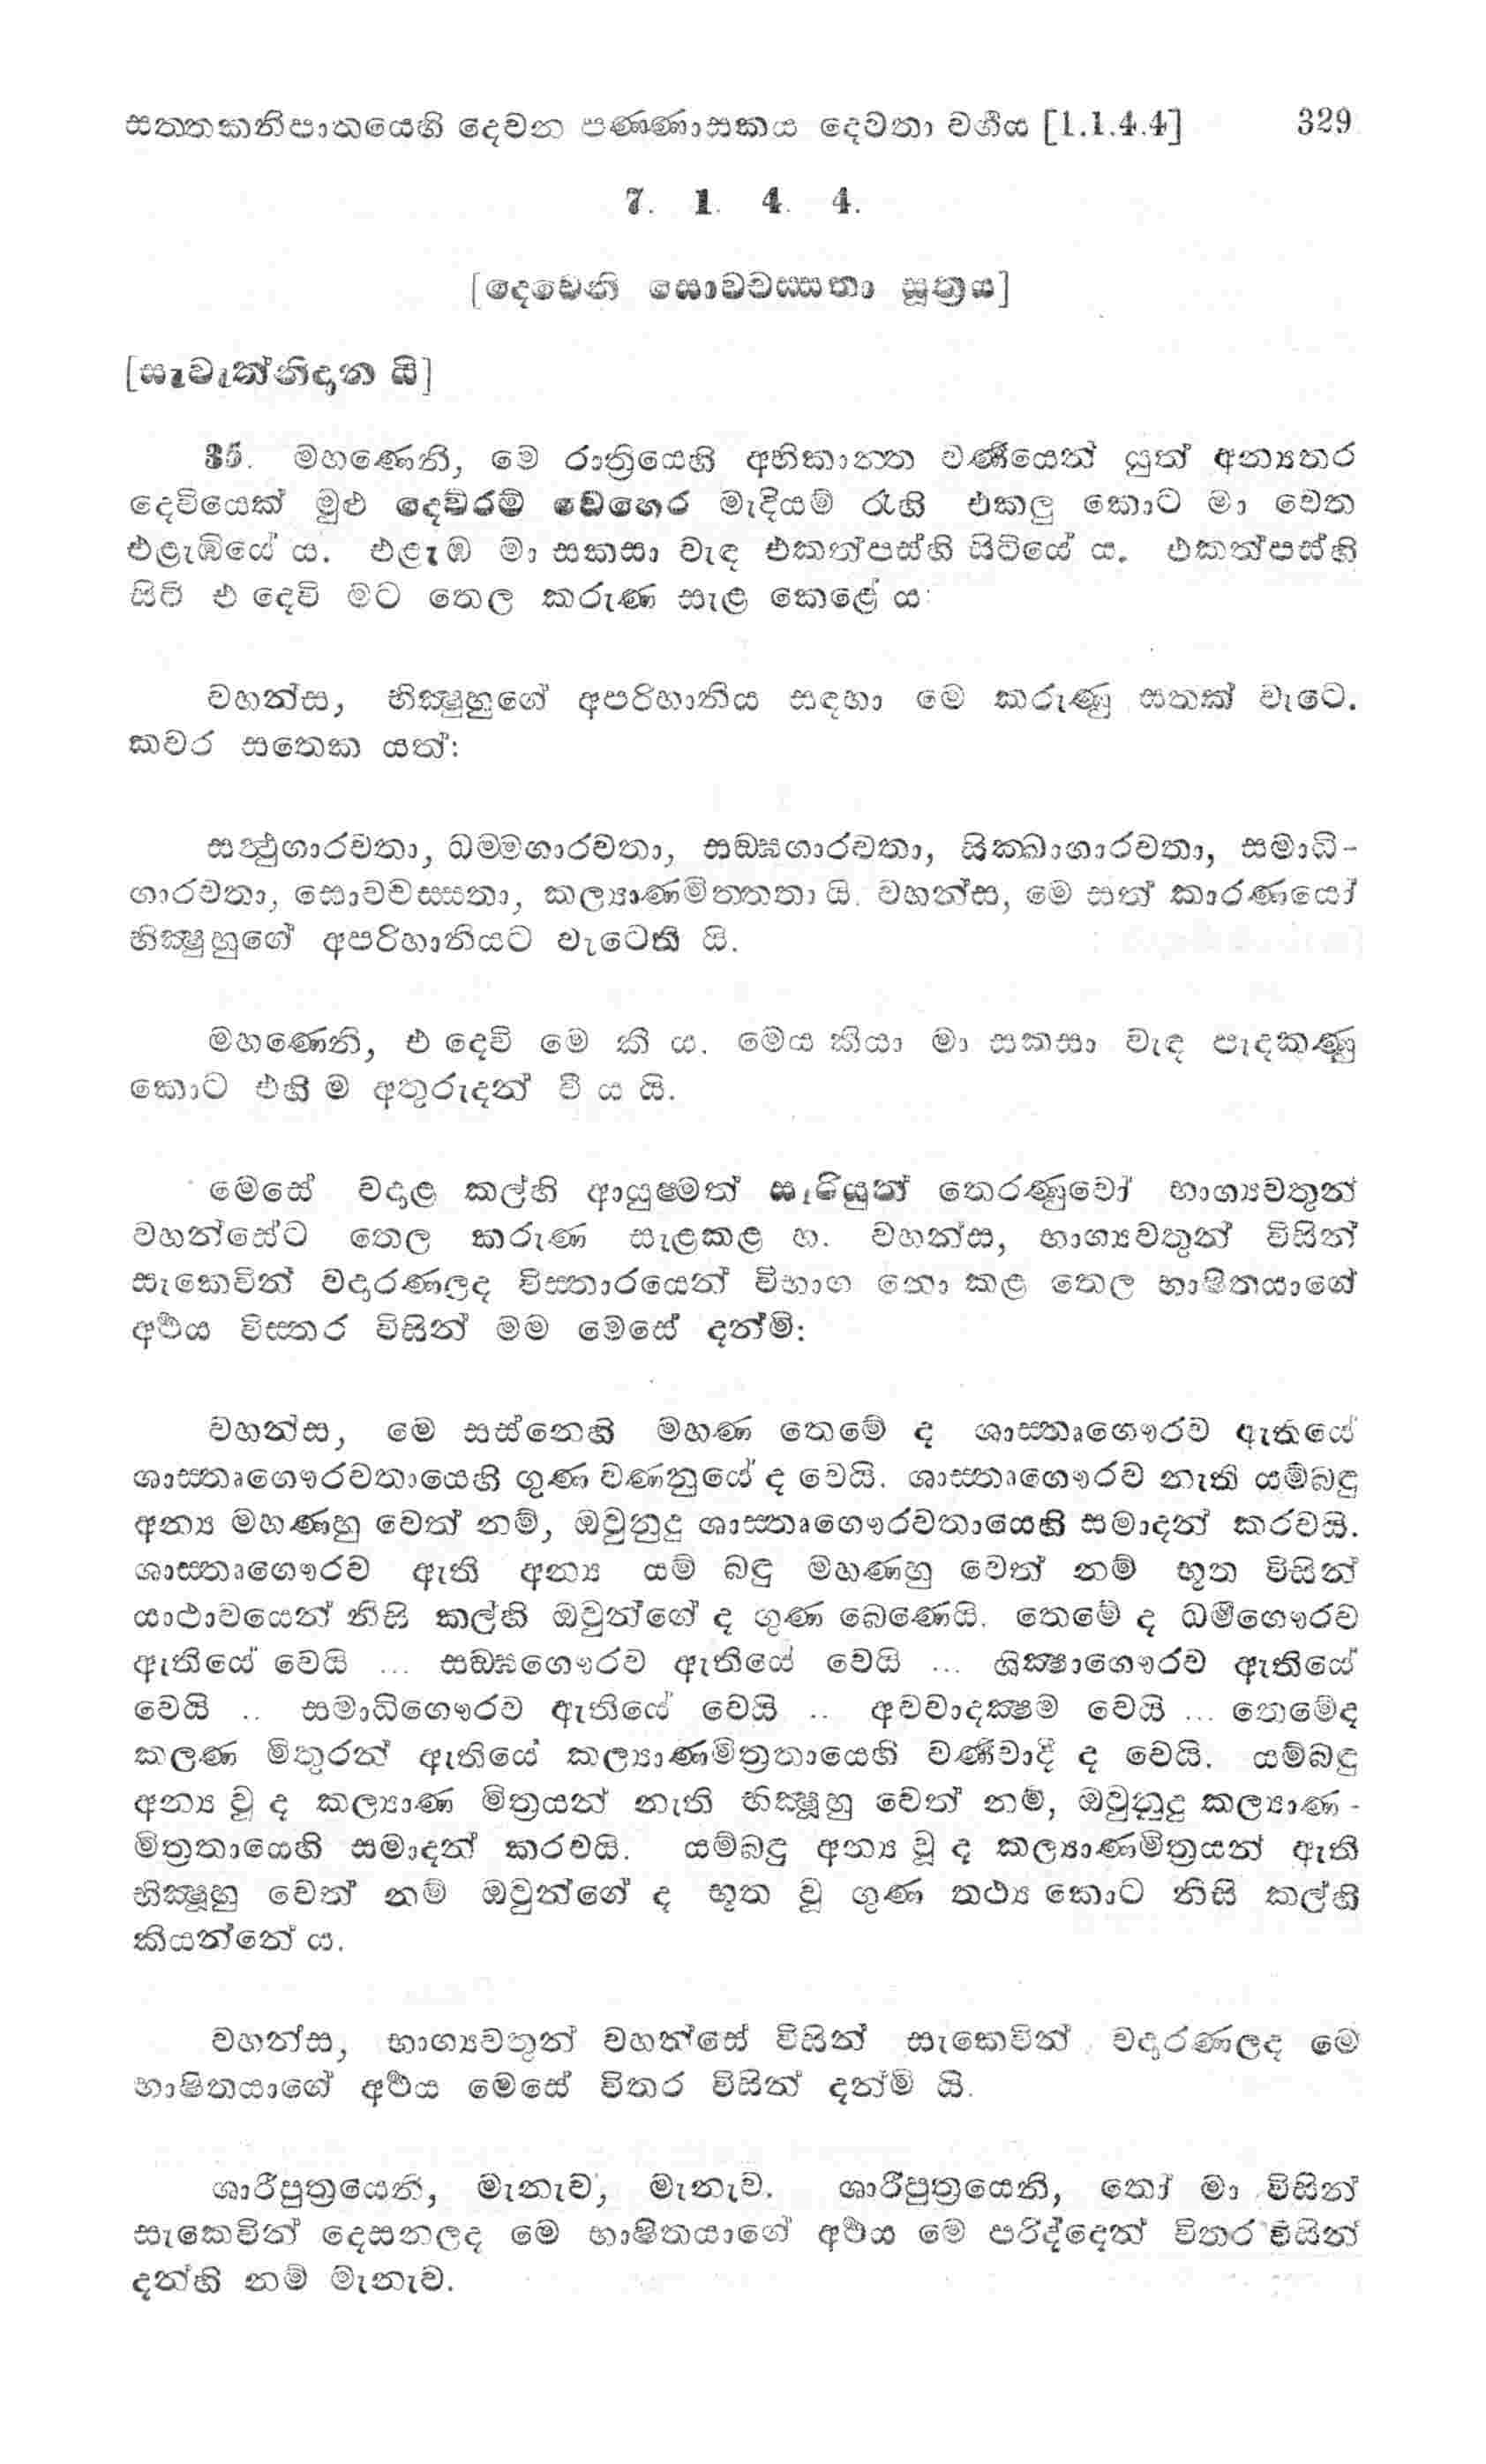 සත්තකනිපාතයෙහි දෙවන පණ්ණාසකය දෙවතා වර්ගය [1.1.4.4] 329
7. 1. 4. 4.
[දෙවෙනි සොවචස්සතා සූත්‍රය]
[සැවැත්නිදාන යි]
35. මහණෙනි, මෙ රාත්‍රියෙහි අභිකාන්ත වර්ණයෙන් යුත් අන්‍යතර
දෙවියෙක් මුළු දෙව්රම් වෙහෙර මැදියම් රැහි එකලු කොට මා වෙත
එළැඹියේ ය. එළැඹ මා සකසා වැඳ එකත්පස්හි සිටියේ ය. එකත්පස්හි
සිටි එ දෙවි මට තෙල කරුණ සැළ කෙළේ ය:
වහන්ස, භික්‍ෂුහුගේ අපරිහානිය සඳහා මෙ කරුණු සතක් වැටෙ.
කවර සතෙක යත්:
සත්‍ථුගාරවතා, ධම්මගාරවතා, සඞ්ඝගාරවතා, සික්ඛාගාරවතා, සමාධි-
ගාරවතා, සොවචස්සතා, කල්‍යාණමිත්තතා යි. වහන්ස, මෙ සත් කාරණයෝ
භික්‍ෂුහුගේ අපරිහානියට වැටෙති යි.
මහණෙනි, එ දෙවි මෙ කී ය. මෙය කියා මා සකසා වැඳ පැදකුණු
කොට එහි ම අතුරුදන් වී ය යි.
මෙසේ වදාළ කල්හි ආයුෂ්මත් සැරියුත් තෙරණුවෝ භාග්‍යවතුන්
වහන්සේට තෙල කරුණ සැළකළ හ. වහන්ස, භාග්‍යවතුන් විසින්
සැකෙවින් වදාරණලද විස්තාරයෙන් විභාග නො කළ තෙල භාෂිතයාගේ
අර්‍ථය විස්තර විසින් මම මෙසේ දනිමි:
වහන්ස, මෙ සස්නෙහි මහණ තෙමේ ද ශාස්තෘගෞරව ඇතියේ
ශාස්තෘගෞරවතායෙහි ගුණ වණනුයේ ද වෙයි. ශාස්තෘගෞරව නැති යම්බඳු
අන්‍ය මහණහු වෙත් නම්, ඔවුනුදු ශාස්තෘගෞරවතායෙහි සමාදන් කරවයි.
ශාස්තෘගෞරව ඇති අන්‍ය යම් බඳු මහණහු වෙත් නම් භූත විසින්
යාථාවයෙන් නිසි කල්හි ඔවුන්ගේ ද ගුණ බෙණෙයි. තෙමේ ද ධර්මගෞරව
ඇතියේ වෙයි ... සඞ්ඝගෞරව ඇතියේ වෙයි ... ශික්‍ෂාගෞරව ඇතියේ
වෙයි .. සමාධිගෞරව ඇතියේ වෙයි .. අවවාදක්‍ෂම වෙයි ... තෙමේද
කලණ මිතුරන් ඇතියේ කල්‍යාණමිත්‍රතායෙහි වර්ණවාදී ද වෙයි. යම්බඳු
අන්‍ය වූ ද කල්‍යාණ මිත්‍රයන් නැති භික්‍ෂූහු වෙත් නම්, ඔවුනුදු කල්‍යාණ-
මිත්‍රතායෙහි සමාදන් කරවයි. යම්බඳු අන්‍ය වූ ද කල්‍යාණමිත්‍රයන් ඇති
භික්‍ෂූහු වෙත් නම් ඔවුන්ගේ ද භූත වූ ගුණ තථ්‍ය කොට නිසි කල්හි
කියන්නේ ය.
වහන්ස, භාග්‍යවතුන් වහන්සේ විසින් සැකෙවින් වදාරණලද මෙ
භාෂිතයාගේ අර්‍ථය මෙසේ විතර විසින් දනිමි යි.
ශාරිපුත්‍රයෙනි, මැනැව, මැනැව. ශාරිපුත්‍රයෙනි, තෝ මා විසින්
සැකෙවින් දෙසනලද මෙ භාෂිතයාගේ අර්‍ථය මෙ පරිද්දෙන් විතර විසින්
දන්හි නම් මැනැව.